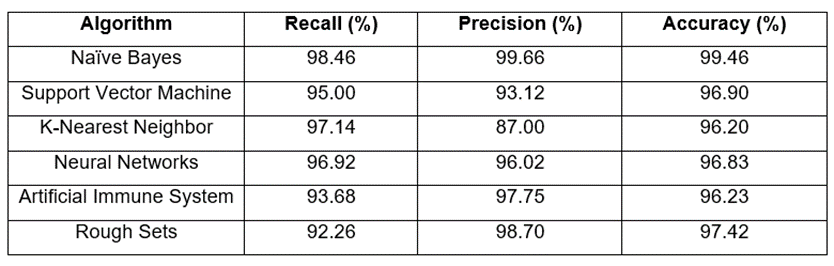 Algorithm Recall (%) Precision (%) Accuracy (%)
Naïve Bayes 98.46 99.66 99.46
Support Vector Machine 95.00 93.12 96.90
K-Nearest Neighbor 97.14 87.00 96.20
Neural Networks 96.92 96.02 96.83
Artificial Immune System 93.68 97.75 96.23
Rough Sets 92.26 98.70 97.42